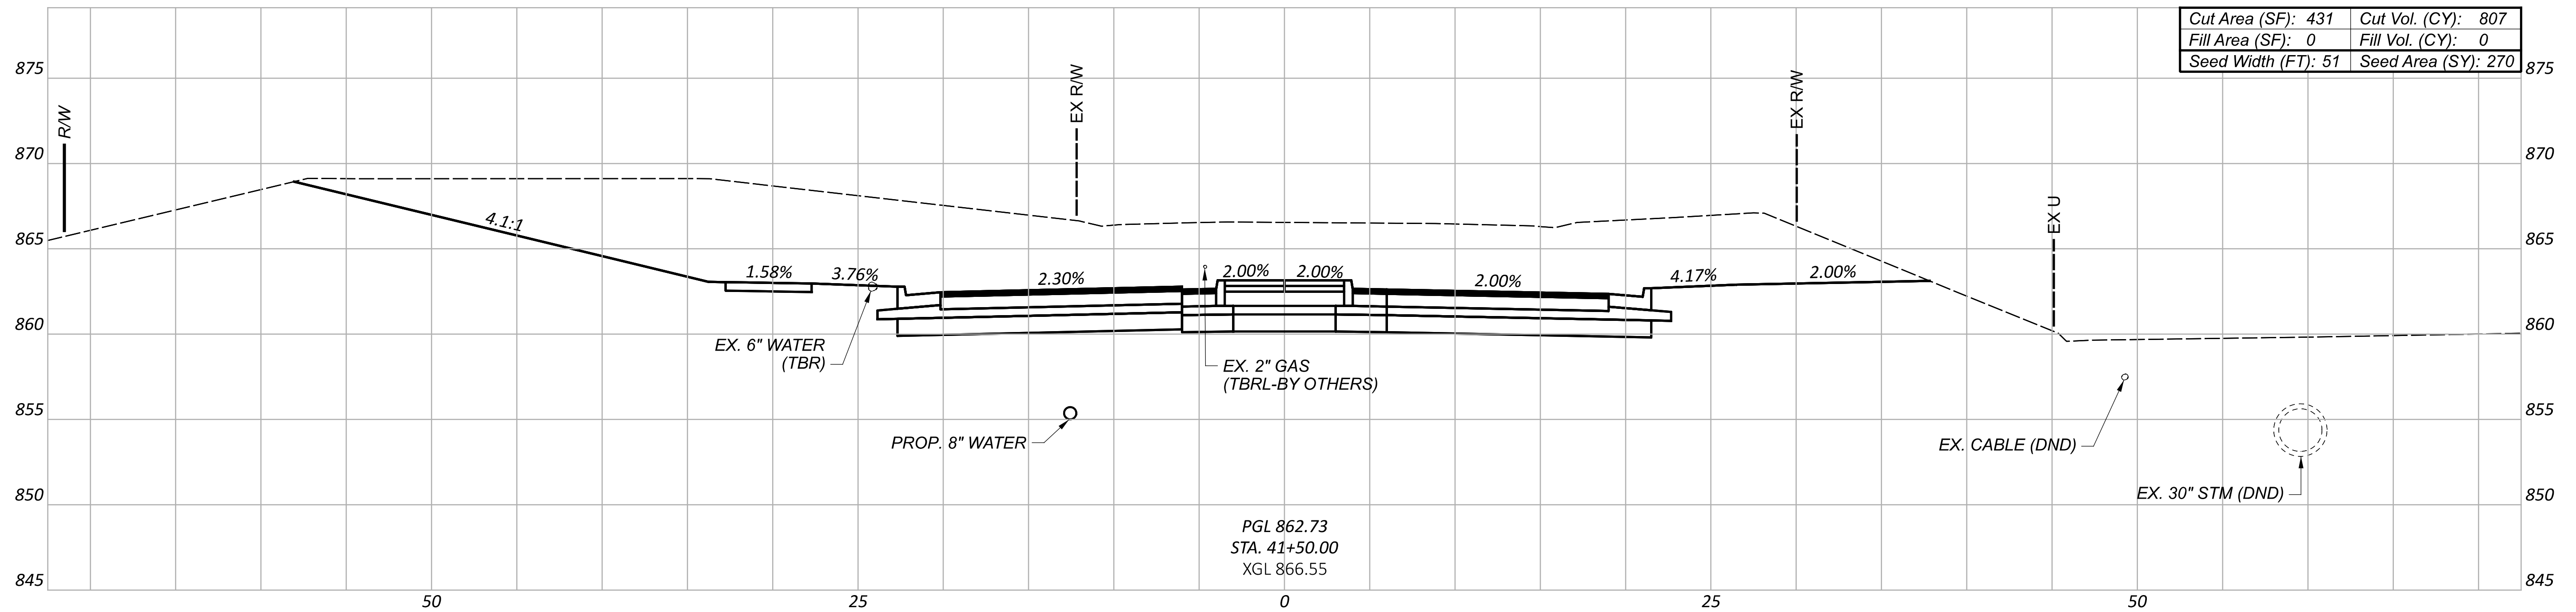 Cut Area (SF): 431 Cut Vol. (CY): 807
Fill Area (SF): 0 Fill Vol. (CY): 0
Seed Width (FT): 51 Seed Area (SY): 270
875 875
R/W
EX R/W
EX R/W
870 870
EX U
865 865
4.1:1
1.58% 3.76% 2.30% 2.00% 2.00% 2.00% 4.17% 2.00%
860 860
EX. 6" WATER
(TBR)
EX. 2" GAS
(TBRL-BY OTHERS)
855 855
PROP. 8" WATER
EX. CABLE (DND)
EX. 30" STM (DND)
850 850
PGL 862.73
STA. 41+50.00
XGL 866.55
845 845
50 25 0 25 50